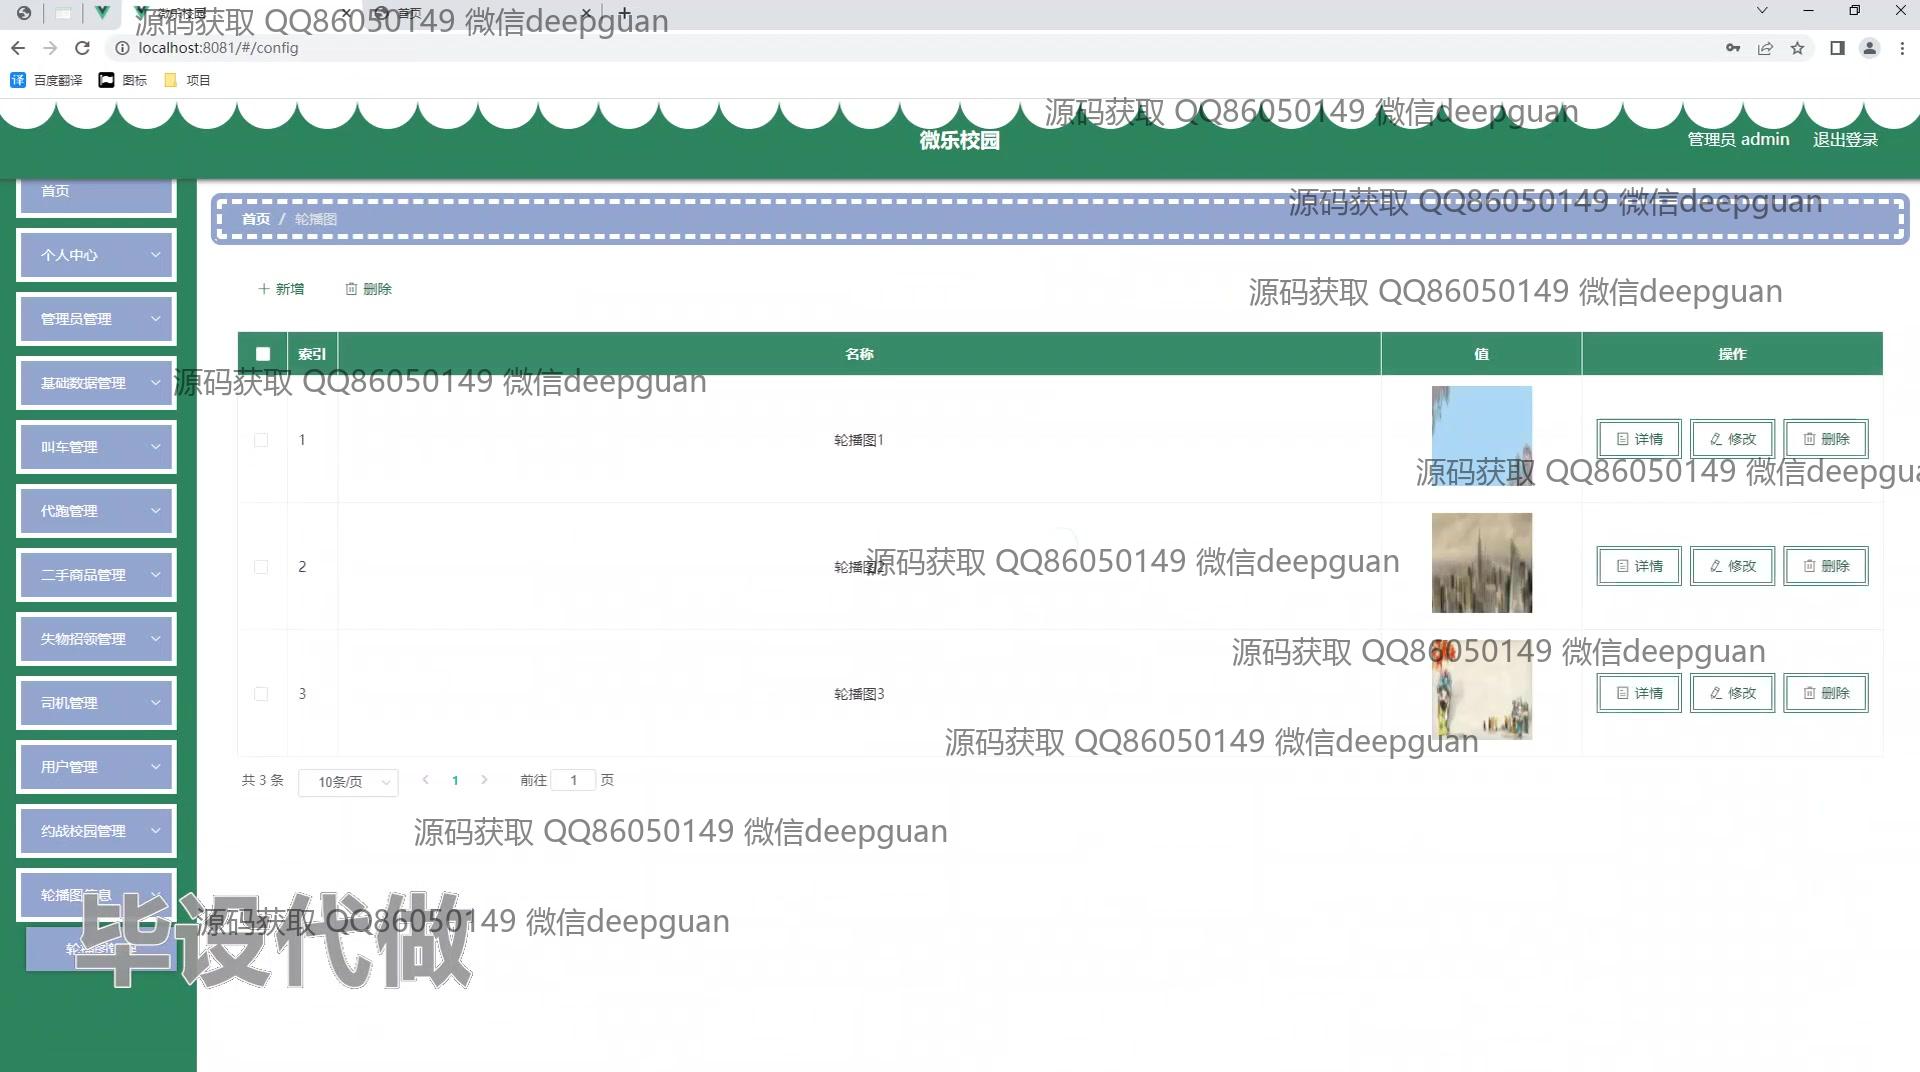 微乐校园
首页
源码获取 QQ86050149 微信deepguan
localhost:8081/#/config
百度翻译
图标
项目
源码获取 QQ86050149 微信deepguan
微乐校园
管理员 admin
退出登录
首页
源码获取 QQ86050149 微信deepguan
首页 / 轮播图
个人中心
新增
删除
源码获取 QQ86050149 微信deepguan
管理员管理
索引
名称
值
操作
基础数据管理
源码获取 QQ86050149 微信deepguan
1
轮播图1
详情
修改
删除
叫车管理
源码获取 QQ86050149 微信deepgua
代跑管理
2
轮播图2
源码获取 QQ86050149 微信deepguan
详情
修改
删除
二手商品管理
失物招领管理
源码获取 QQ86050149 微信deepguan
3
轮播图3
详情
修改
删除
司机管理
源码获取 QQ86050149 微信deepguan
用户管理
共 3 条
10条/页
1
前往 1 页
约战校园管理
源码获取 QQ86050149 微信deepguan
轮播图信息
源码获取 QQ86050149 微信deepguan
毕设代做
轮播图管理